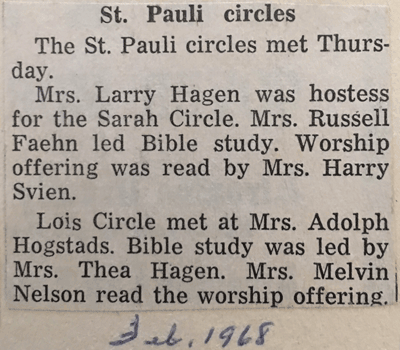 St. Pauli circles
The St. Pauli circles met Thurs-
day.
Mrs. Larry Hagen was hostess
for the Sarah Circle. Mrs. Russell
Faehn led Bible study. Worship
offering was read by Mrs. Harry
Svien.
Lois Circle met at Mrs. Adolph
Hogstads. Bible study was led by
Mrs. Thea Hagen. Mrs. Melvin
Nelson read the worship offering.
Feb, 1968